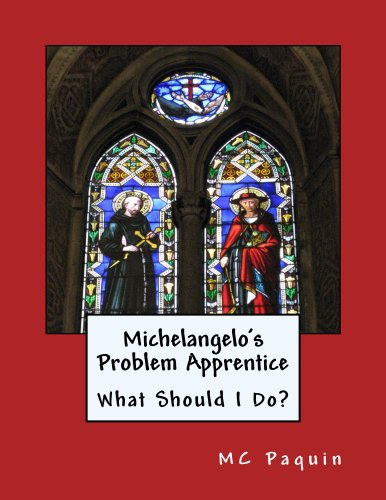 Michelangelo's
Problem Apprentice
What Should I Do?
MC Paquin